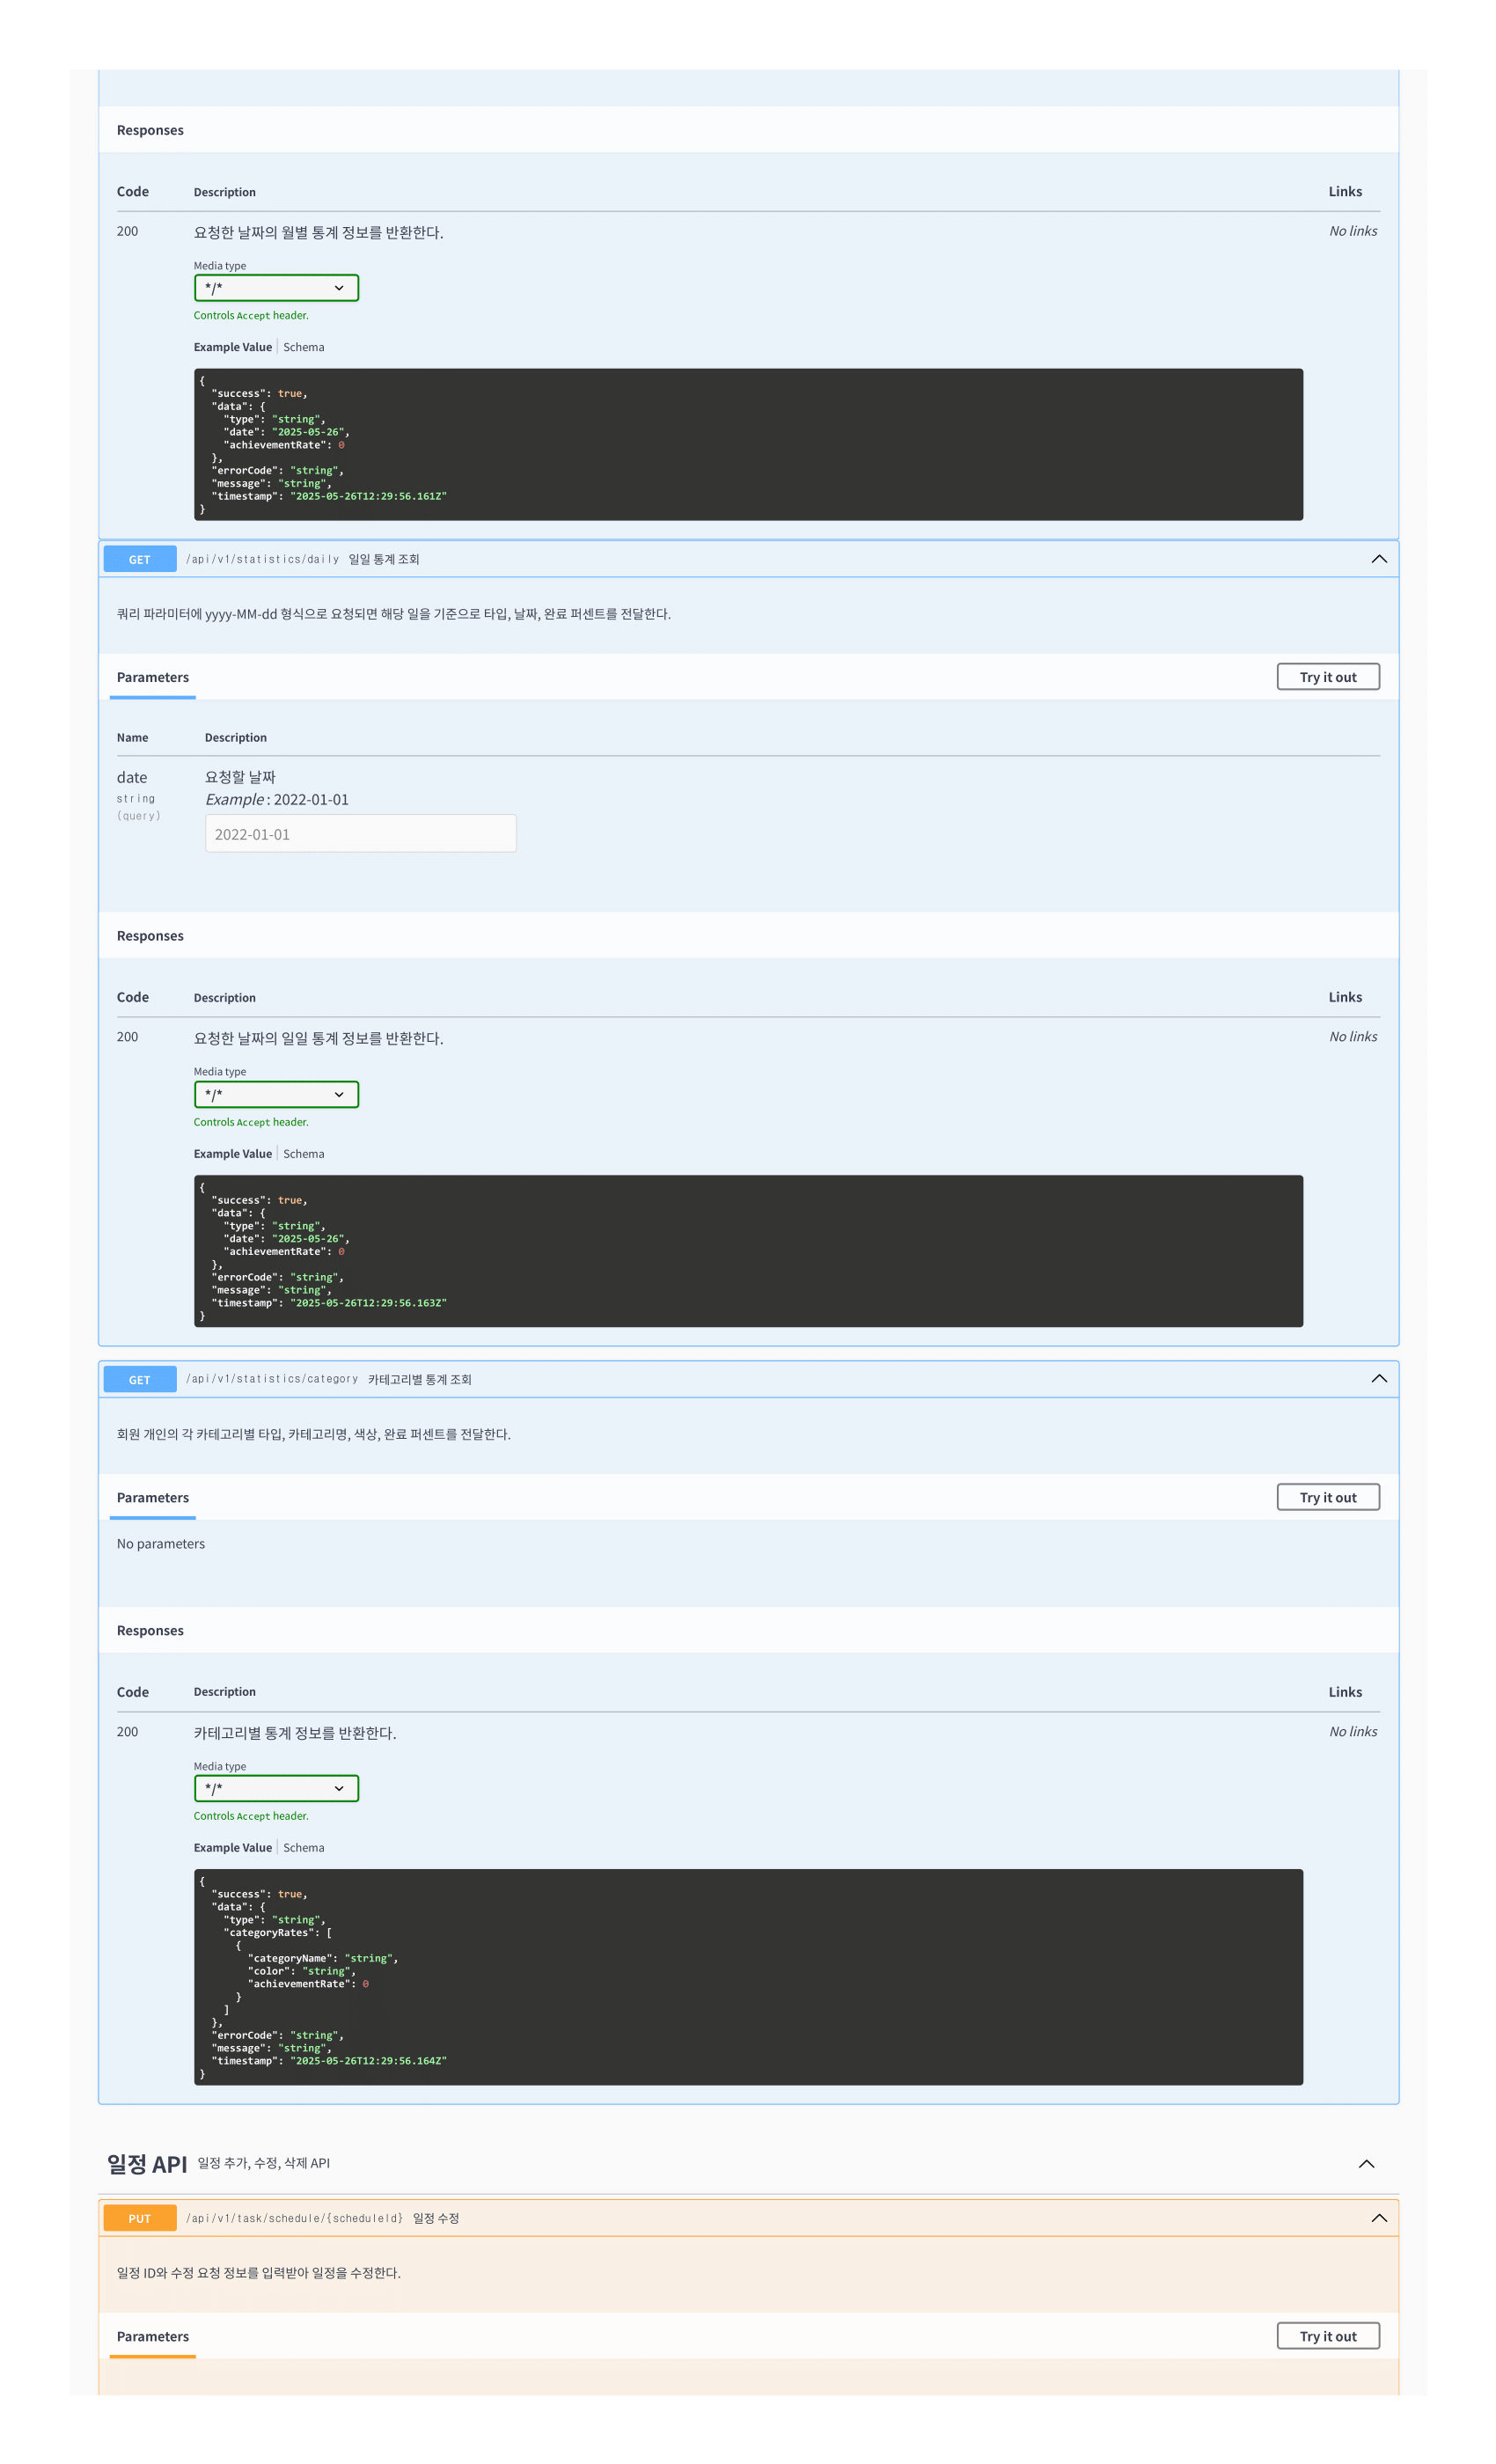 Responses
Code Description Links
200 요청한 날짜의 월별 통계 정보를 반환한다. No links
Media type
*/*
Controls Accept header.
Example Value Schema
{
  "success": true,
  "data": {
    "type": "string",
    "date": "2025-05-26",
    "achievementRate": 0
  },
  "errorCode": "string",
  "message": "string",
  "timestamp": "2025-05-26T12:29:56.161Z"
}
GET /api/v1/statistics/daily 일일 통계 조회
쿼리 파라미터에 yyyy-MM-dd 형식으로 요청되면 해당 일을 기준으로 타입, 날짜, 완료 퍼센트를 전달한다.
Parameters Try it out
Name Description
date 요청할 날짜
string Example : 2022-01-01
(query)
2022-01-01
Responses
Code Description Links
200 요청한 날짜의 일일 통계 정보를 반환한다. No links
Media type
*/*
Controls Accept header.
Example Value Schema
{
  "success": true,
  "data": {
    "type": "string",
    "date": "2025-05-26",
    "achievementRate": 0
  },
  "errorCode": "string",
  "message": "string",
  "timestamp": "2025-05-26T12:29:56.163Z"
}
GET /api/v1/statistics/category 카테고리별 통계 조회
회원 개인의 각 카테고리별 타입, 카테고리명, 색상, 완료 퍼센트를 전달한다.
Parameters Try it out
No parameters
Responses
Code Description Links
200 카테고리별 통계 정보를 반환한다. No links
Media type
*/*
Controls Accept header.
Example Value Schema
{
  "success": true,
  "data": {
    "type": "string",
    "categoryRates": [
      {
        "categoryName": "string",
        "color": "string",
        "achievementRate": 0
      }
    ]
  },
  "errorCode": "string",
  "message": "string",
  "timestamp": "2025-05-26T12:29:56.164Z"
}
일정 API 일정 추가, 수정, 삭제 API
PUT /api/v1/task/schedule/{scheduleId} 일정 수정
일정 ID와 수정 요청 정보를 입력받아 일정을 수정한다.
Parameters Try it out